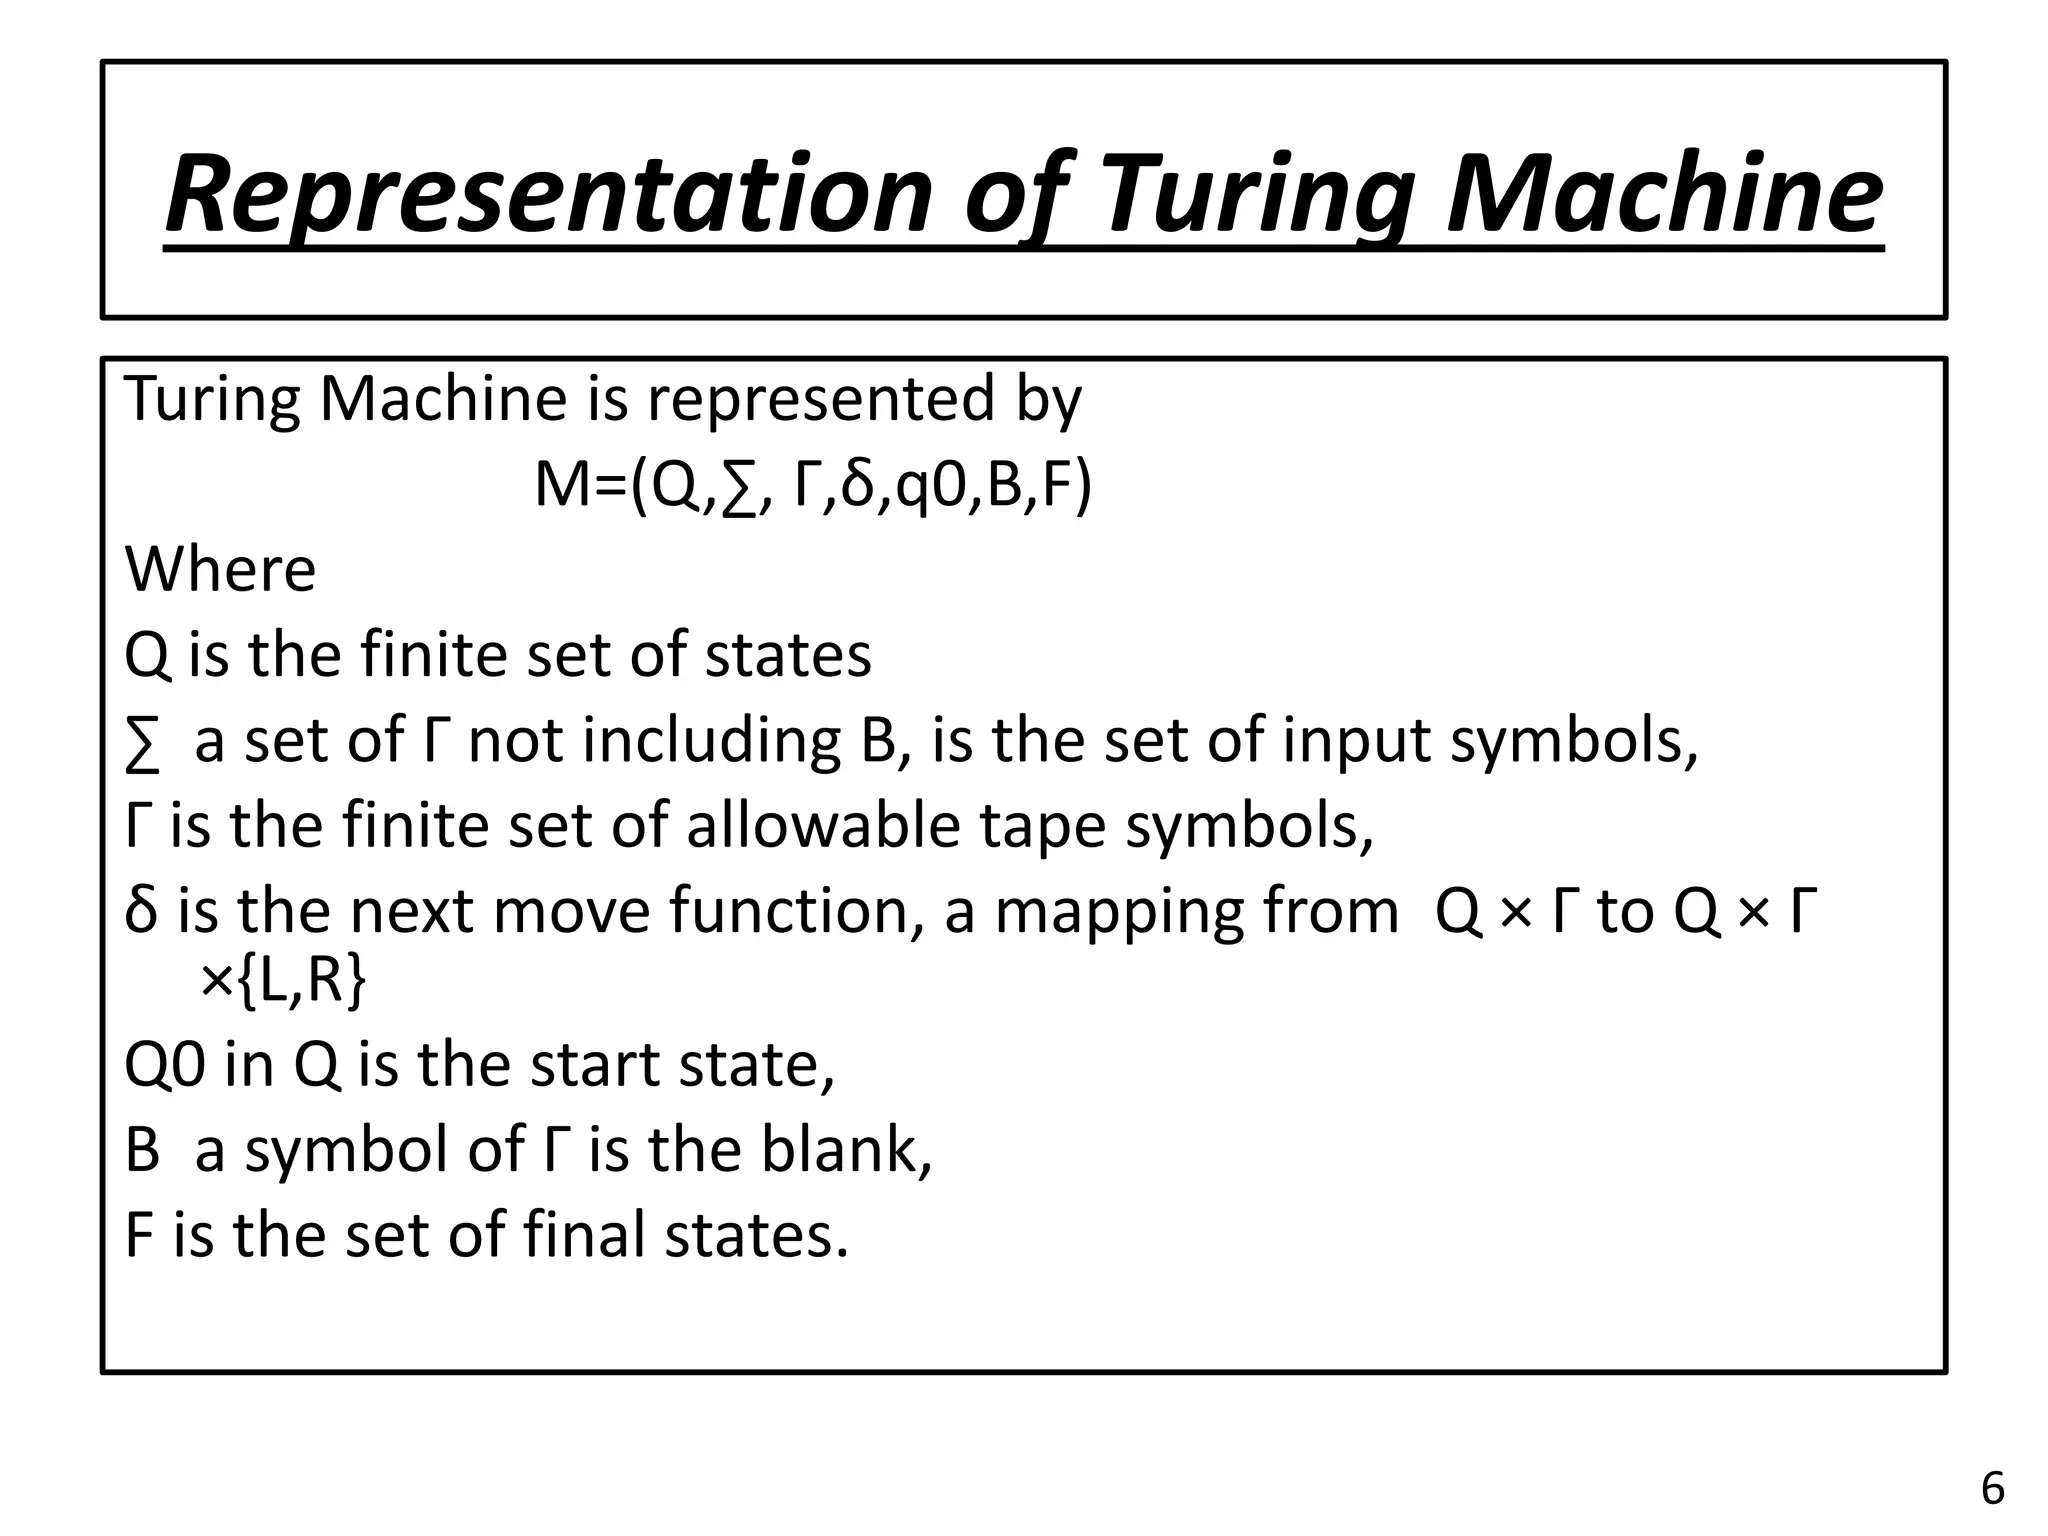 Representation of Turing Machine
Turing Machine is represented by
M=(Q,∑, Γ,δ,q0,B,F)
Where
Q is the finite set of states
∑ a set of Γ not including B, is the set of input symbols,
Γ is the finite set of allowable tape symbols,
δ is the next move function, a mapping from Q × Γ to Q × Γ
×{L,R}
Q0 in Q is the start state,
B a symbol of Γ is the blank,
F is the set of final states.
6